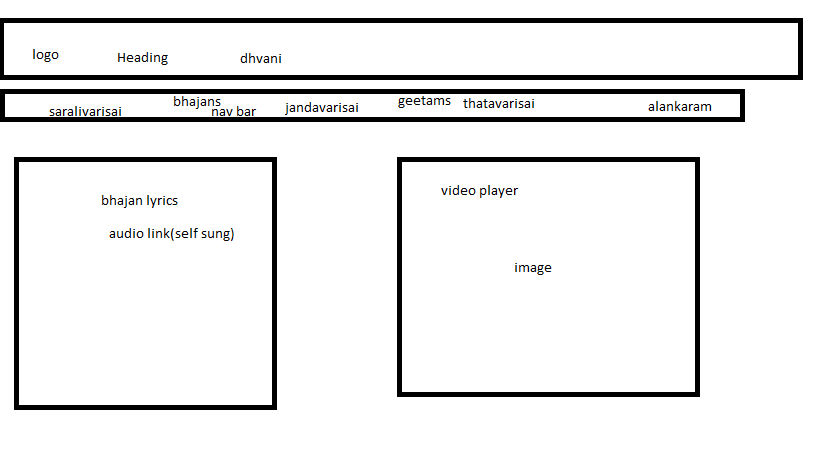 logo Heading dhvani
saralivarisai bhajans nav bar jandavarisai geetams thatavarisai alankaram
bhajan lyrics
audio link(self sung)
video player
image